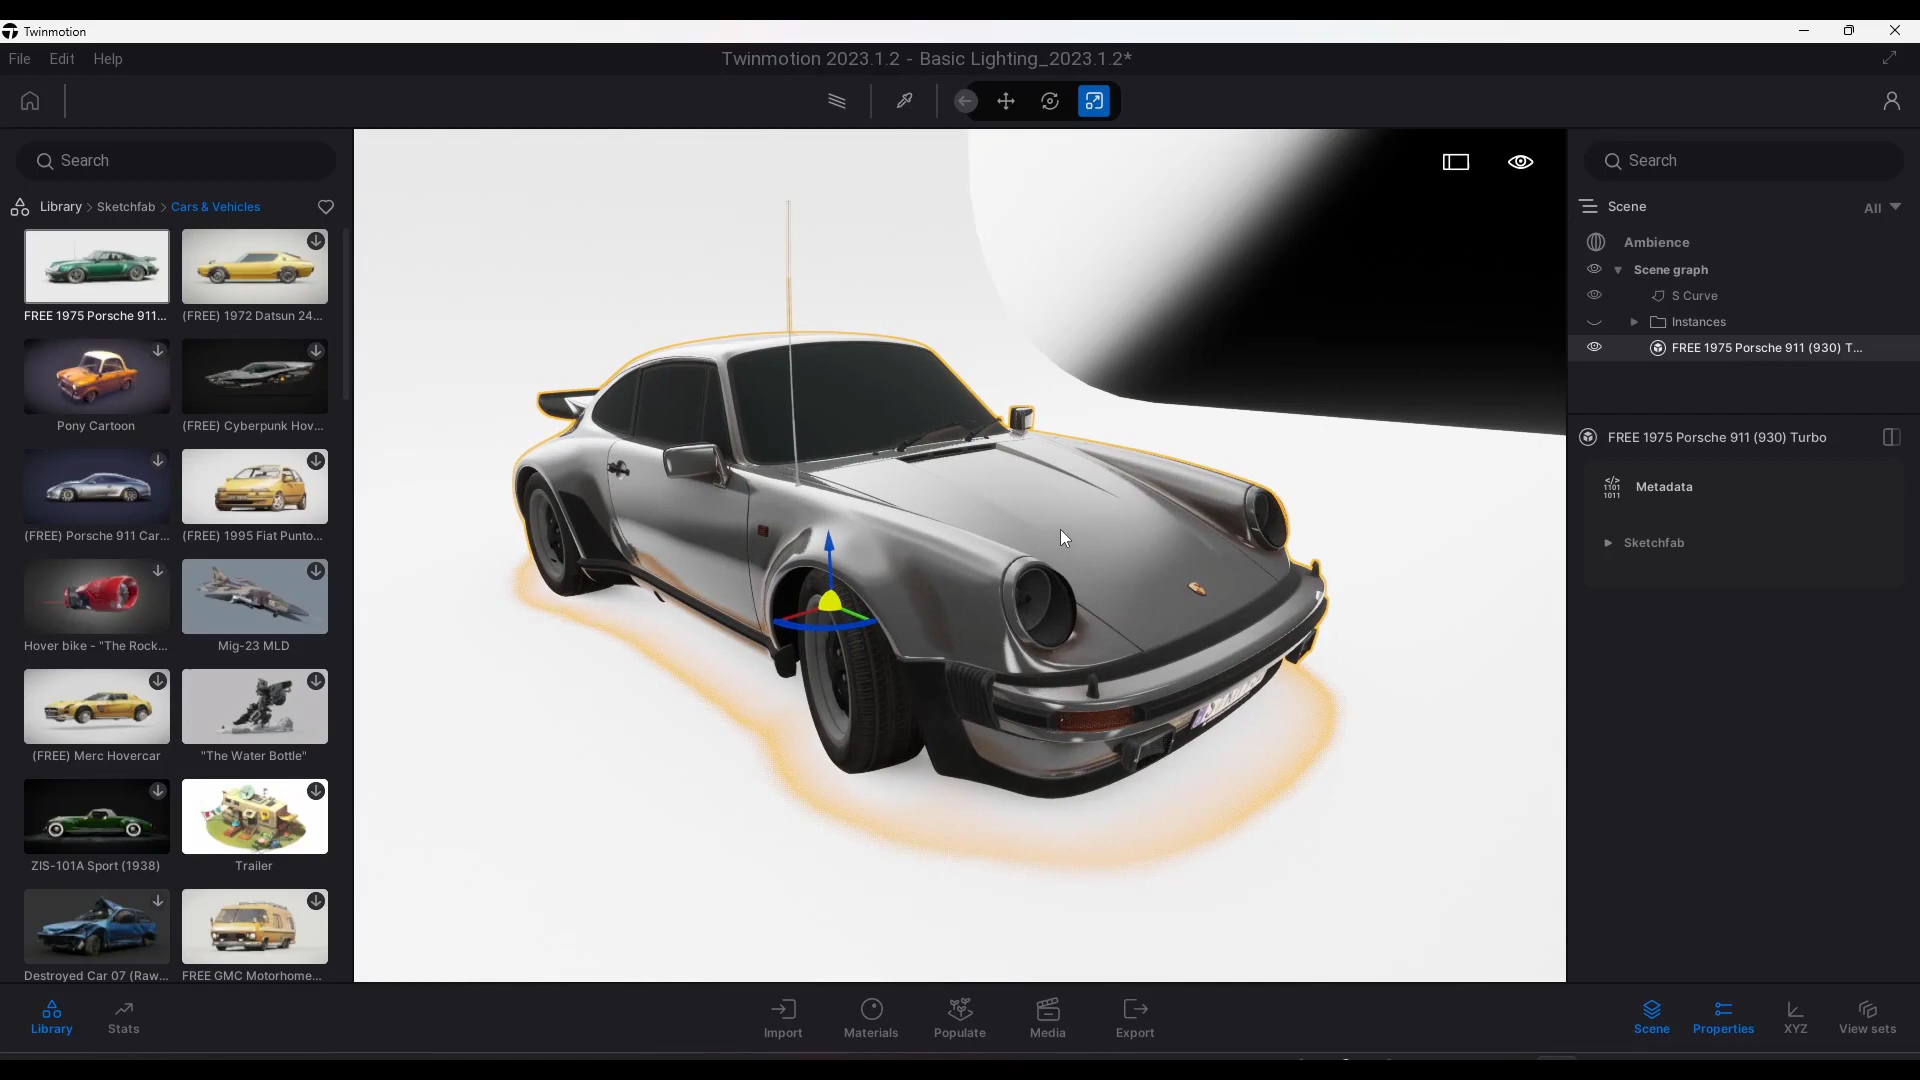 Twinmotion
File Edit Help
Twinmotion 2023.1.2 - Basic Lighting_2023.1.2*
Search
Library > Sketchfab > Cars & Vehicles
FREE 1975 Porsche 911...
(FREE) 1972 Datsun 24...
Pony Cartoon
(FREE) Cyberpunk Hov...
(FREE) Porsche 911 Car...
(FREE) 1995 Fiat Punto...
Hover bike - "The Rock...
Mig-23 MLD
(FREE) Merc Hovercar
"The Water Bottle"
ZIS-101A Sport (1938)
Trailer
Destroyed Car 07 (Raw...
FREE GMC Motorhome...
Search
Scene
All
Ambience
Scene graph
S Curve
Instances
FREE 1975 Porsche 911 (930) T...
FREE 1975 Porsche 911 (930) Turbo
Metadata
Sketchfab
Library
Stats
Import
Materials
Populate
Media
Export
Scene
Properties
XYZ
View sets